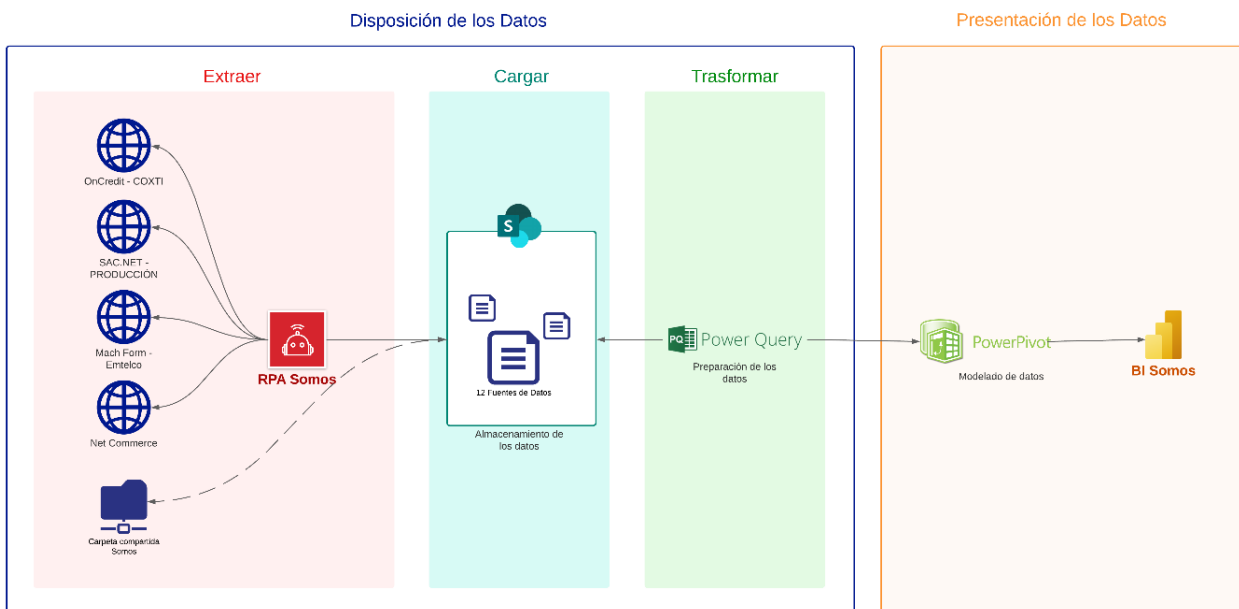 Disposición de los Datos
Presentación de los Datos
Extraer
Cargar
Trasformar
OnCredit - COXTI
SAC.NET -
PRODUCCIÓN
Mach Form -
Emtelco
Net Commerce
Carpeta compartida
Somos
RPA Somos
S
12 Fuentes de Datos
Almacenamiento de
los datos
PQ
Power Query
Preparación de los
datos
PowerPivot
Modelado de datos
BI Somos